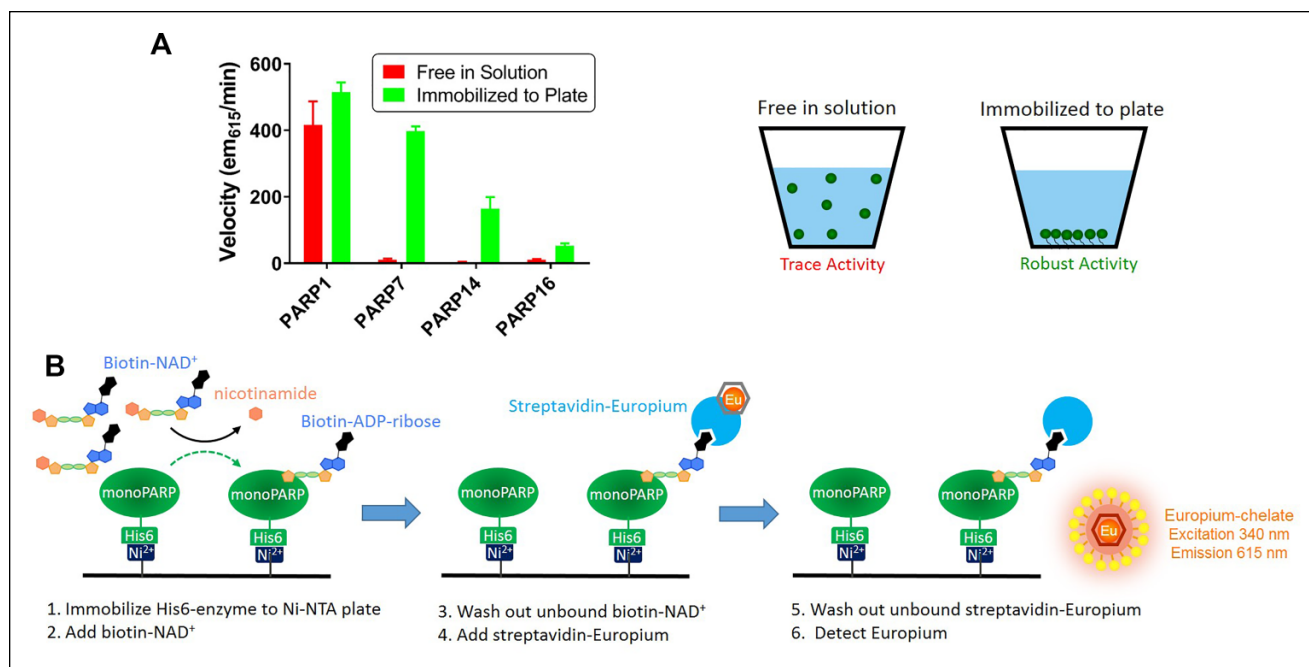 A
Velocity (em₆₁₅/min)
600
400
200
0
Free in Solution
Immobilized to Plate
PARP1
PARP7
PARP14
PARP16
Free in solution
Trace Activity
Immobilized to plate
Robust Activity
B
Biotin-NAD⁺
nicotinamide
Biotin-ADP-ribose
monoPARP
His6
Ni²⁺
monoPARP
His6
Ni²⁺
1. Immobilize His6-enzyme to Ni-NTA plate
2. Add biotin-NAD⁺
Streptavidin-Europium
Eu
monoPARP
His6
Ni²⁺
monoPARP
His6
Ni²⁺
3. Wash out unbound biotin-NAD⁺
4. Add streptavidin-Europium
monoPARP
His6
Ni²⁺
monoPARP
His6
Ni²⁺
Eu
Europium-chelate
Excitation 340 nm
Emission 615 nm
5. Wash out unbound streptavidin-Europium
6. Detect Europium